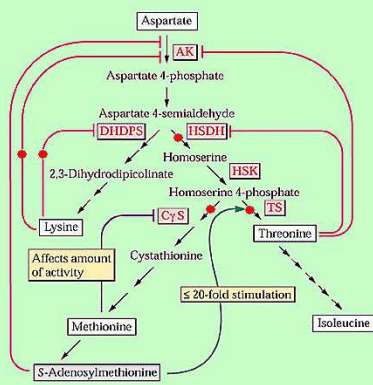 Aspartate
AK
Aspartate 4-phosphate
Aspartate 4-semialdehyde
DHDPS
HSDH
Homoserine
2,3-Dihydrodipicolinate
HSK
Homoserine 4-phosphate
Lysine
CγS
TS
Threonine
Affects amount
of activity
Cystathionine
≤ 20-fold stimulation
Methionine
Isoleucine
S-Adenosylmethionine